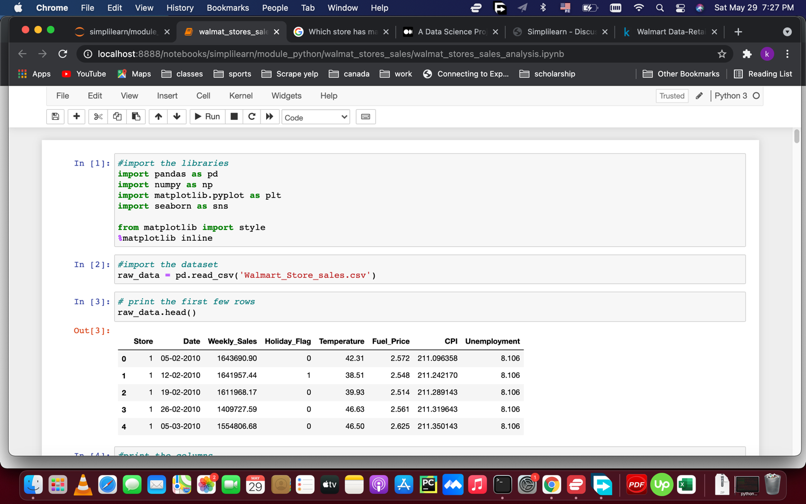 Chrome File Edit View History Bookmarks People Tab Window Help Sat May 29 7:27 PM
simplilearn/module_ walmat_stores_sal Which store has m A Data Science Pro Simplilearn - Discu Walmart Data-Reta
localhost:8888/notebooks/simplilearn/module_python/walmat_stores_sales/walmart_stores_sales_analysis.ipynb
Apps YouTube Maps classes sports Scrape yelp canada work Connecting to Exp... scholarship Other Bookmarks Reading List
File Edit View Insert Cell Kernel Widgets Help Trusted Python 3
Run Code
In [1]: #import the libraries
import pandas as pd
import numpy as np
import matplotlib.pyplot as plt
import seaborn as sns
from matplotlib import style
%matplotlib inline
In [2]: #import the dataset
raw_data = pd.read_csv('Walmart_Store_sales.csv')
In [3]: # print the first few rows
raw_data.head()
Out[3]:
Store Date Weekly_Sales Holiday_Flag Temperature Fuel_Price CPI Unemployment
0 1 05-02-2010 1643690.90 0 42.31 2.572 211.096358 8.106
1 1 12-02-2010 1641957.44 1 38.51 2.548 211.242170 8.106
2 1 19-02-2010 1611968.17 0 39.93 2.514 211.289143 8.106
3 1 26-02-2010 1409727.59 0 46.63 2.561 211.319643 8.106
4 1 05-03-2010 1554806.68 0 46.50 2.625 211.350143 8.106
In [4]: #print the columns